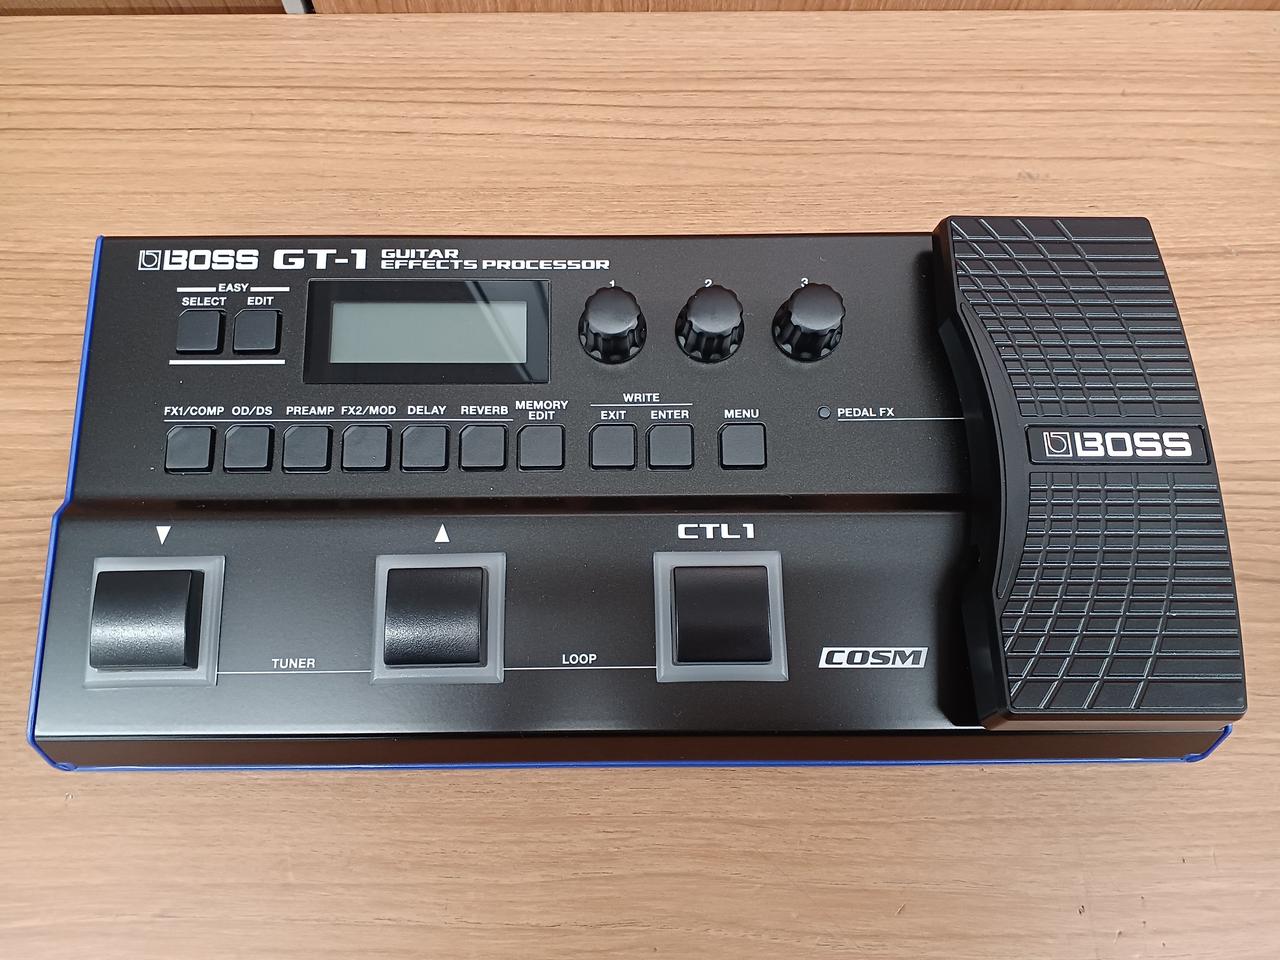 BOSS GT-1 GUITAR EFFECTS PROCESSOR
EASY
SELECT EDIT
1 2 3
FX1/COMP OD/DS PREAMP FX2/MOD DELAY REVERB MEMORY EDIT
WRITE
EXIT ENTER MENU
PEDAL FX
BOSS
▼ ▲ CTL1
TUNER LOOP
COSM